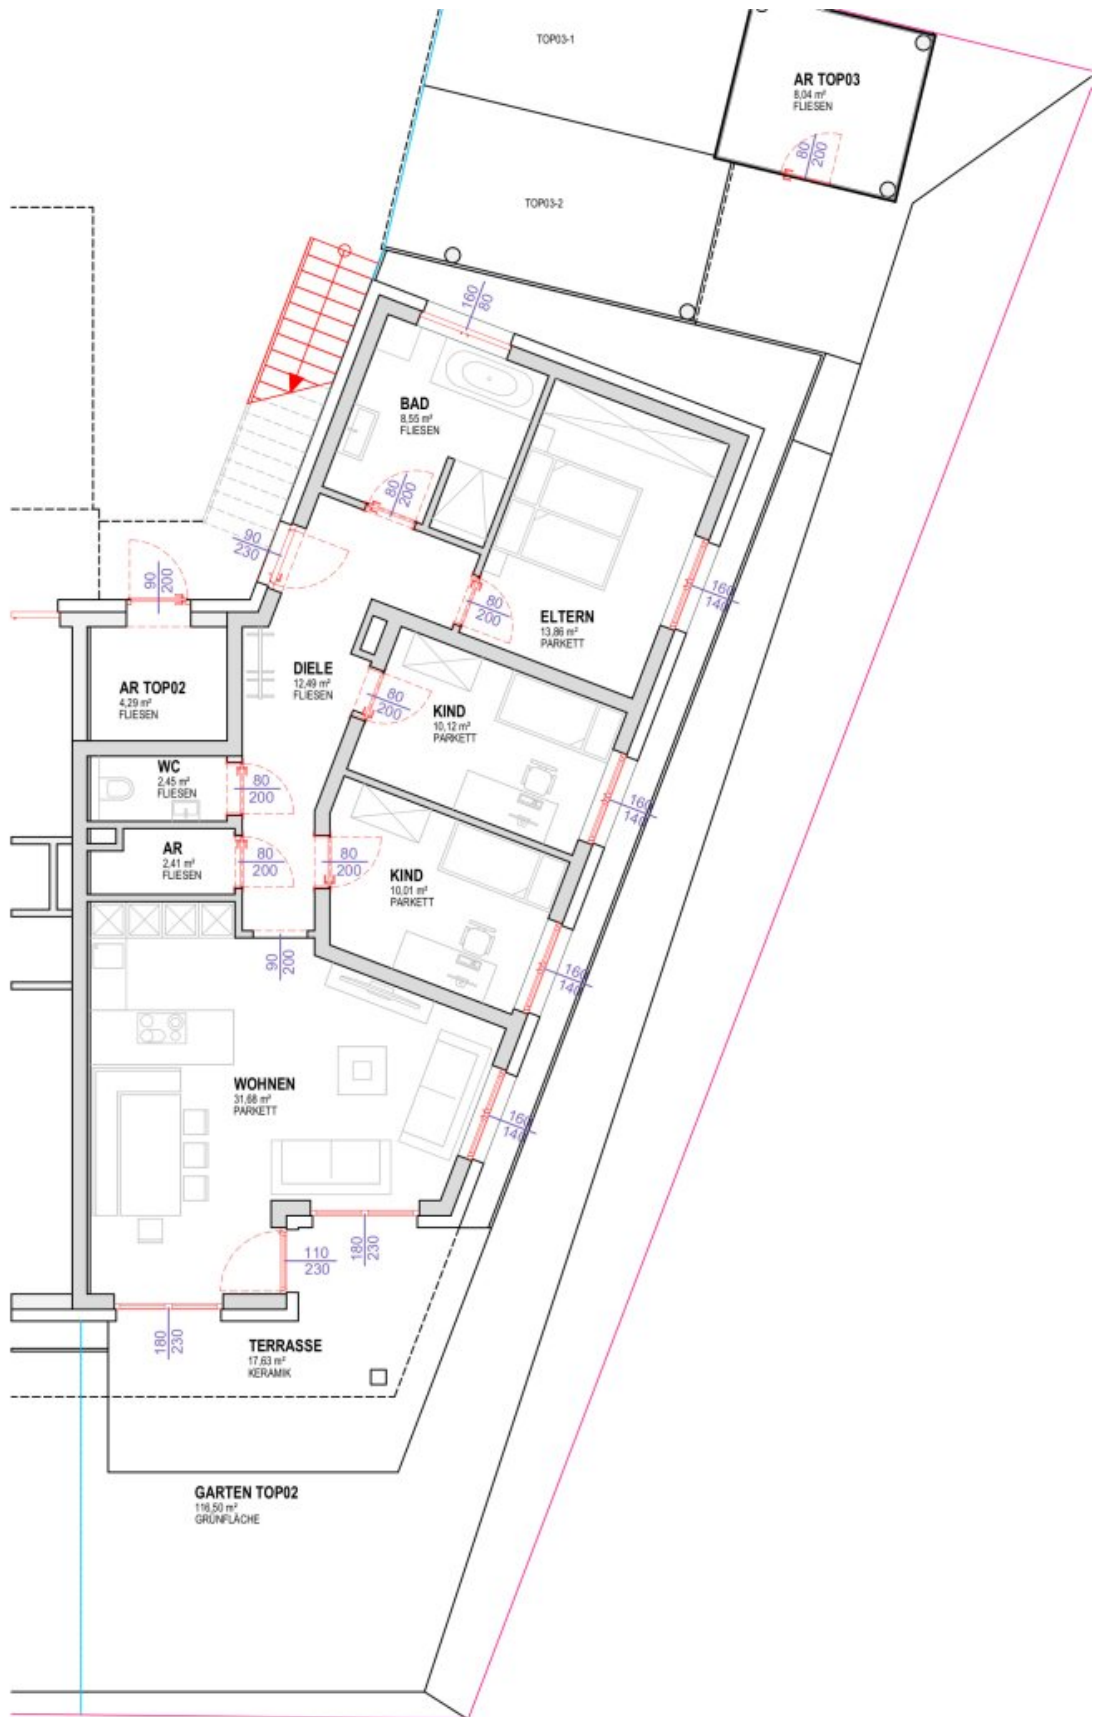 TOP03-1
AR TOP03
8,04 m²
FLIESEN
80
200
TOP03-2
160
80
BAD
8,55 m²
FLIESEN
80
200
90
230
90
200
80
200
160
140
ELTERN
13,86 m²
PARKETT
DIELE
12,49 m²
FLIESEN
AR TOP02
4,29 m²
FLIESEN
80
200
KIND
10,12 m²
PARKETT
WC
2,45 m²
FLIESEN
80
200
160
140
AR
2,41 m²
FLIESEN
80
200
80
200
KIND
10,01 m²
PARKETT
90
200
160
140
WOHNEN
31,68 m²
PARKETT
160
140
180
230
110
230
180
230
TERRASSE
17,63 m²
KERAMIK
GARTEN TOP02
116,50 m²
GRÜNFLÄCHE